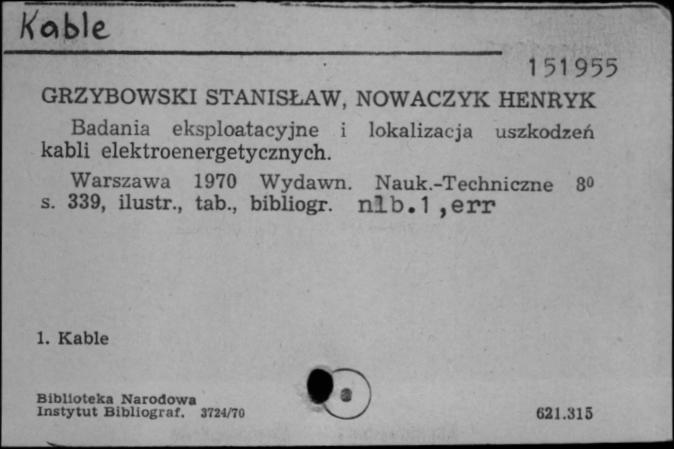 Kable
151955
GRZYBOWSKI STANISŁAW, NOWACZYK HENRYK
Badania eksploatacyjne i lokalizacja uszkodzeń
kabli elektroenergetycznych.
Warszawa 1970 Wydawn. Nauk.-Techniczne 8⁰
s. 339, ilustr., tab., bibliogr. nlb.1,err
1. Kable
Biblioteka Narodowa
Instytut Bibliograf. 3724/70
621.315